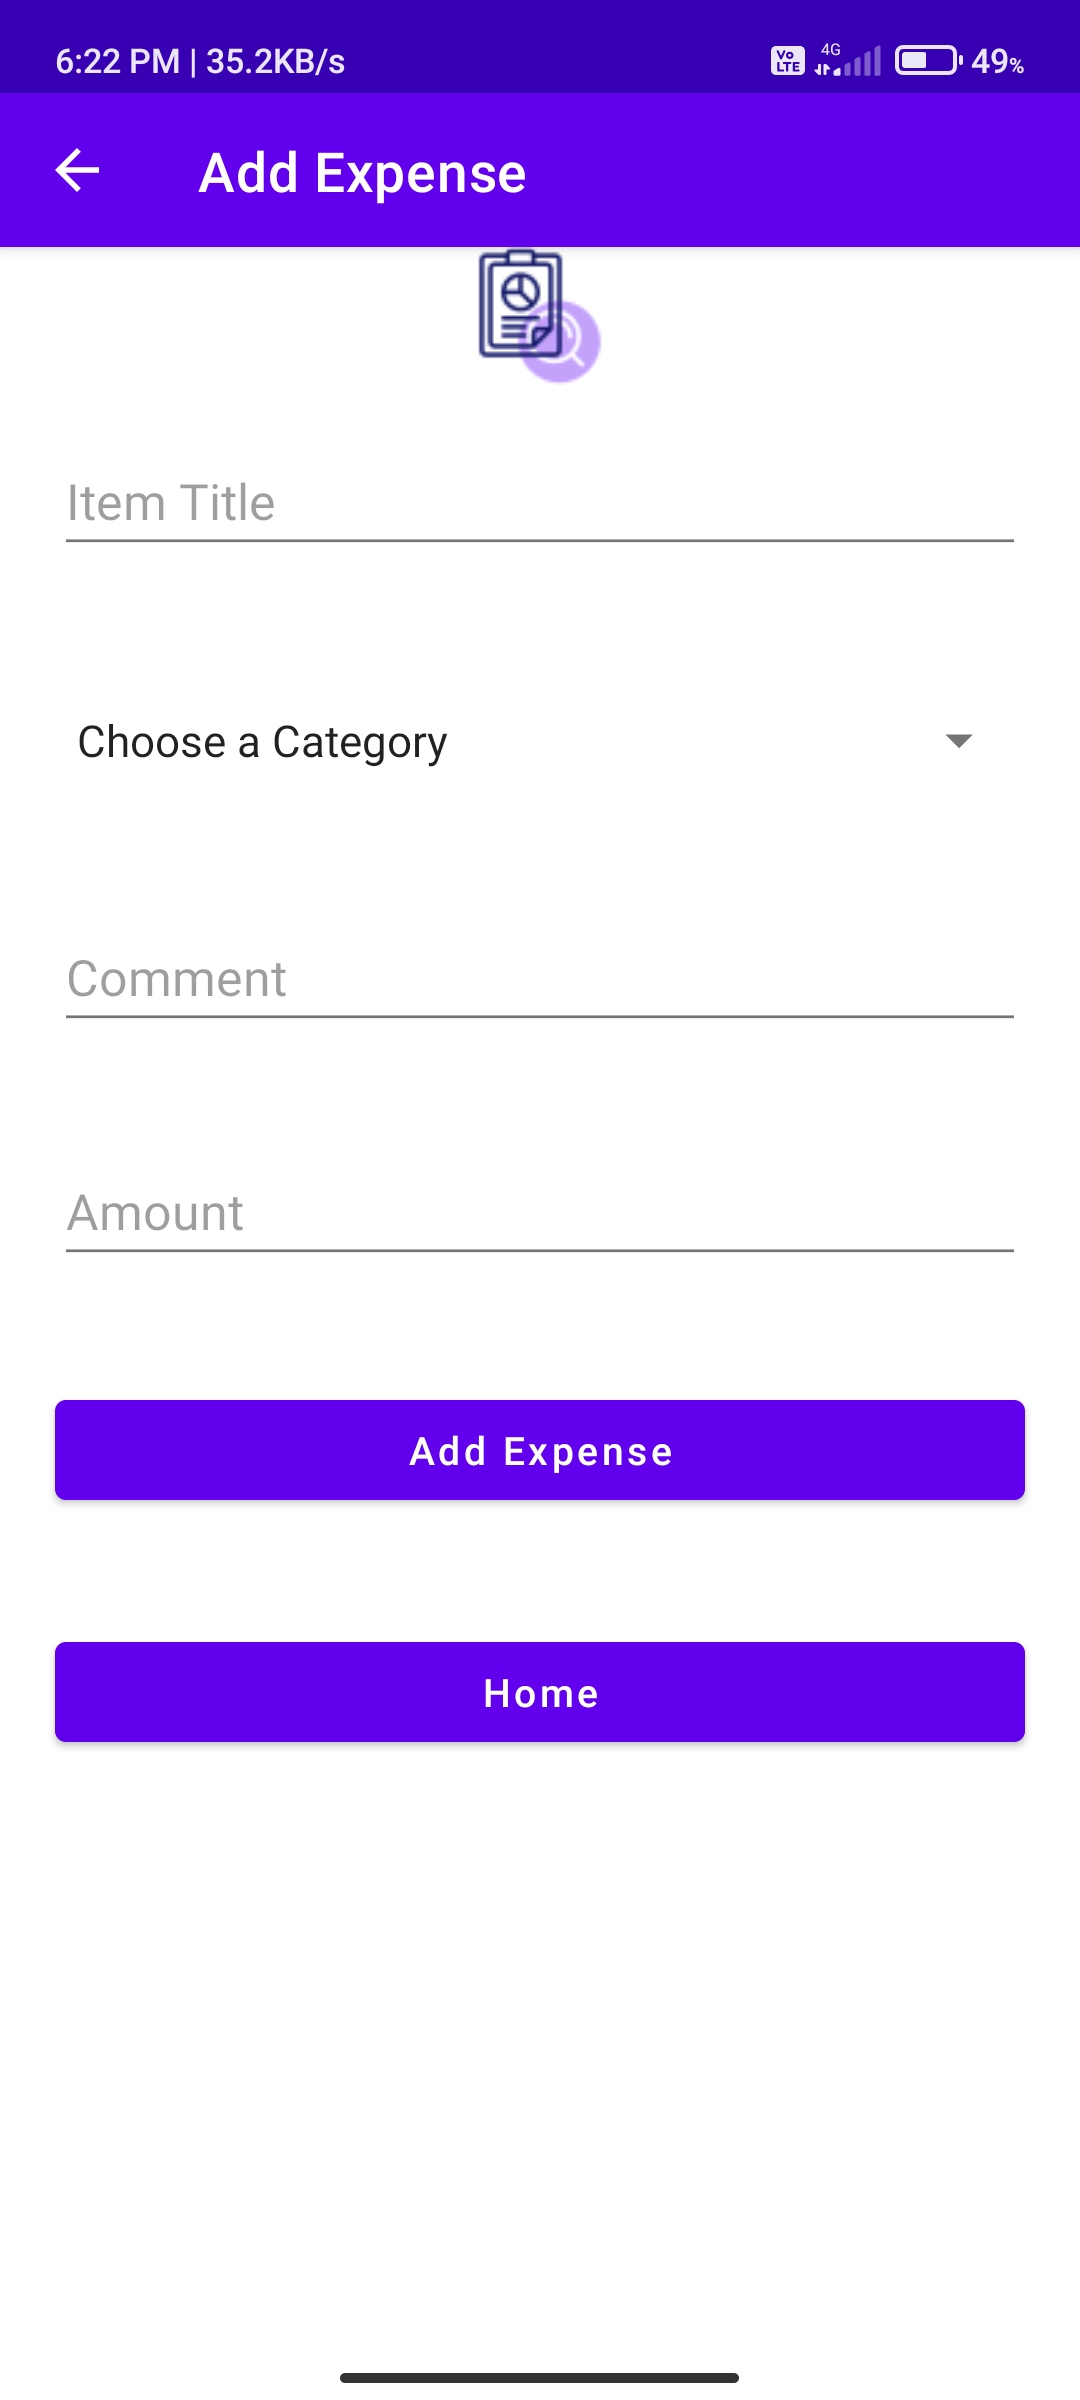 6:22 PM | 35.2KB/s Vo LTE 4G 49%
Add Expense
Item Title
Choose a Category
Comment
Amount
Add Expense
Home